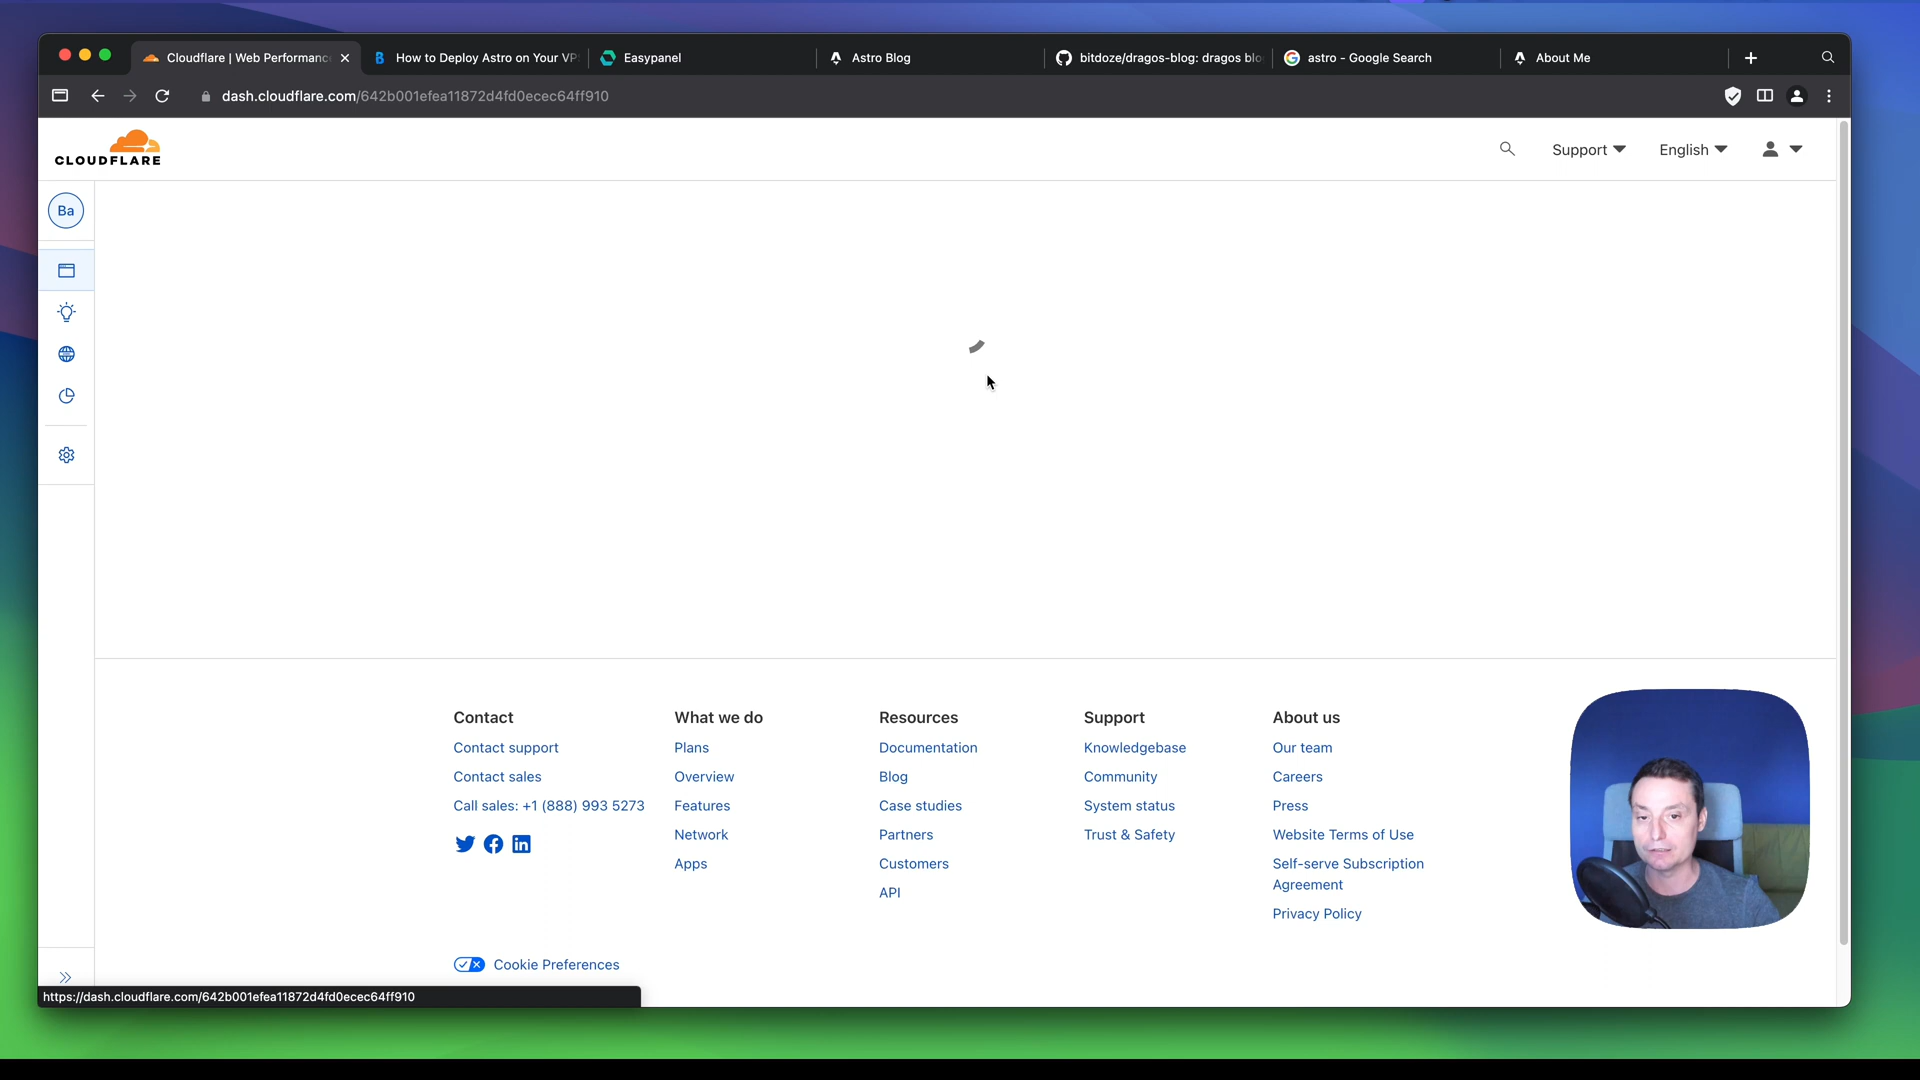 Cloudflare | Web Performanc
How to Deploy Astro on Your VP
Easypanel
Astro Blog
bitdoze/dragos-blog: dragos blo
astro - Google Search
About Me
dash.cloudflare.com/642b001efea11872d4fd0ecec64ff910
CLOUDFLARE
Support
English
Ba
Contact
Contact support
Contact sales
Call sales: +1 (888) 993 5273
What we do
Plans
Overview
Features
Network
Apps
Resources
Documentation
Blog
Case studies
Partners
Customers
API
Support
Knowledgebase
Community
System status
Trust & Safety
About us
Our team
Careers
Press
Website Terms of Use
Self-serve Subscription
Agreement
Privacy Policy
Cookie Preferences
https://dash.cloudflare.com/642b001efea11872d4fd0ecec64ff910